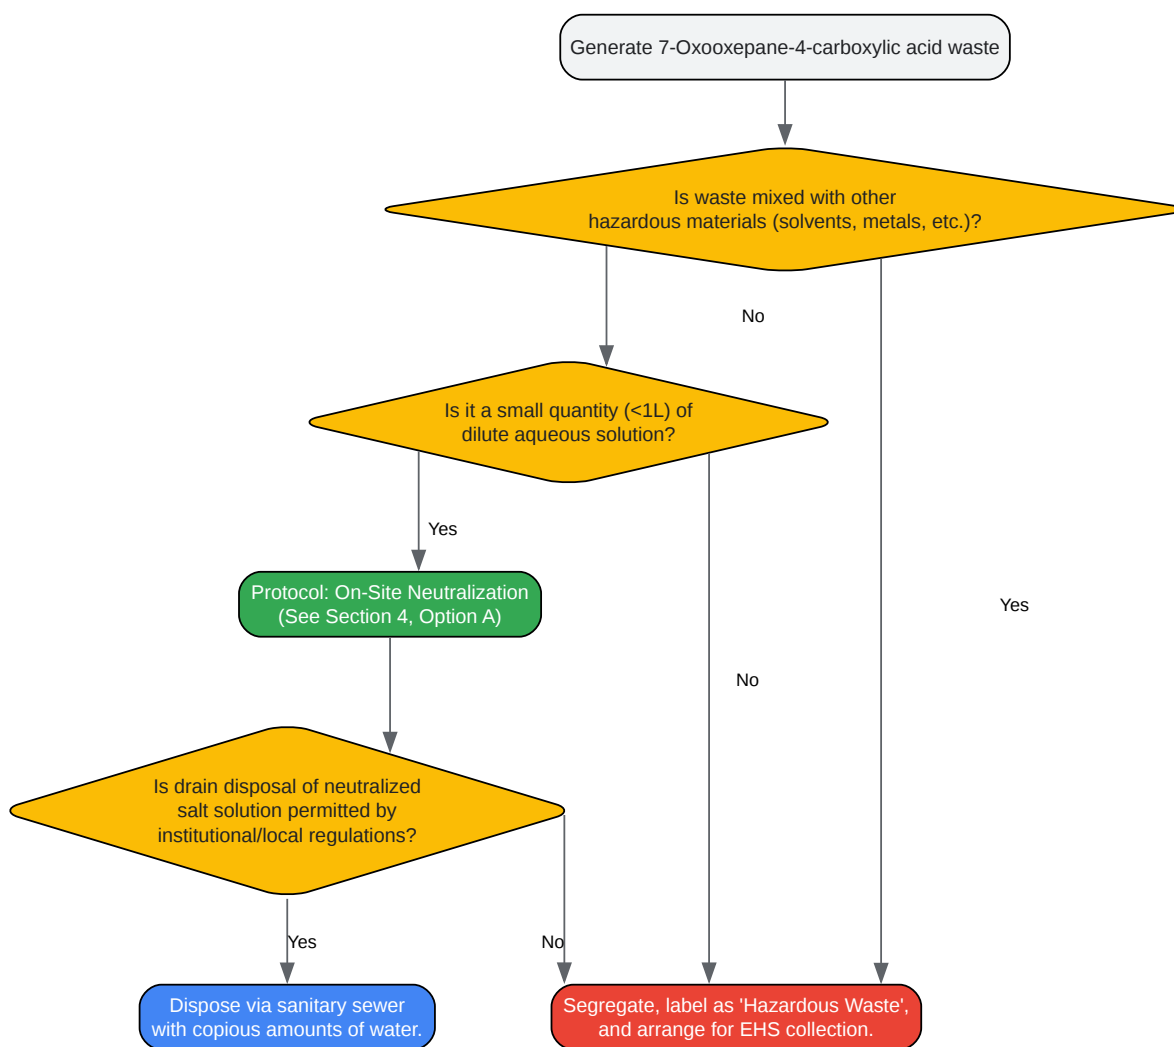 Generate 7-Oxooxepane-4-carboxylic acid waste
Is waste mixed with other
hazardous materials (solvents, metals, etc.)?
No
Is it a small quantity (<1L) of
dilute aqueous solution?
Yes
Protocol: On-Site Neutralization
(See Section 4, Option A)
Yes
No
Is drain disposal of neutralized
salt solution permitted by
institutional/local regulations?
Yes
No
Dispose via sanitary sewer
with copious amounts of water.
Segregate, label as 'Hazardous Waste',
and arrange for EHS collection.